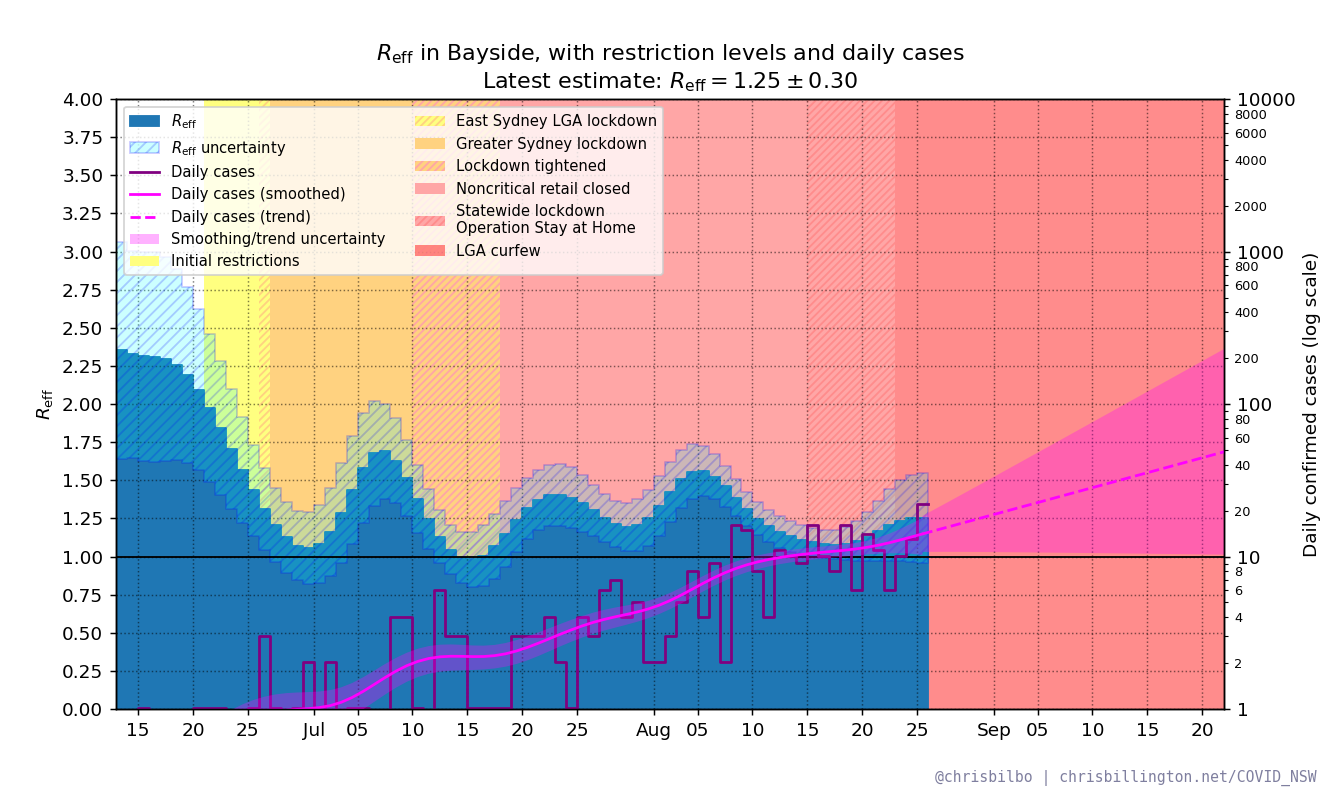 Reff in Bayside, with restriction levels and daily cases
Latest estimate: Reff = 1.25 ± 0.30
Reff
Reff uncertainty
Daily cases
Daily cases (smoothed)
Daily cases (trend)
Smoothing/trend uncertainty
Initial restrictions
East Sydney LGA lockdown
Greater Sydney lockdown
Lockdown tightened
Noncritical retail closed
Statewide lockdown
Operation Stay at Home
LGA curfew
Reff
4.00
3.75
3.50
3.25
3.00
2.75
2.50
2.25
2.00
1.75
1.50
1.25
1.00
0.75
0.50
0.25
0.00
10000
8000
6000
4000
2000
1000
800
600
400
200
100
80
60
40
20
10
8
6
4
2
1
Daily confirmed cases (log scale)
15 20 25 Jul 05 10 15 20 25 Aug 05 10 15 20 25 Sep 05 10 15 20
@chrisbilbo | chrisbillington.net/COVID_NSW